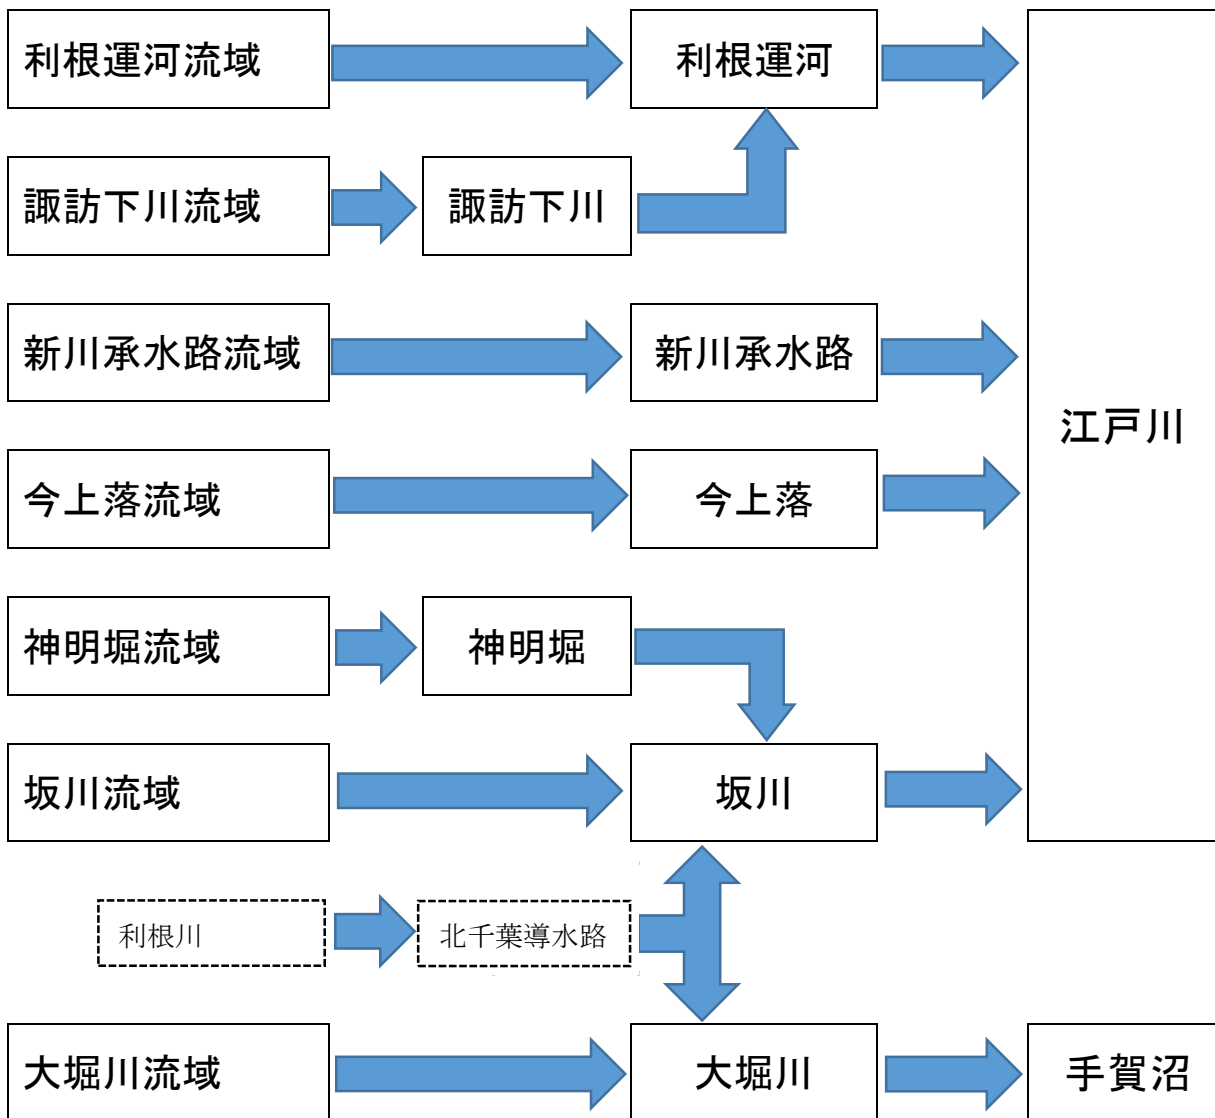 利根運河流域
利根運河
諏訪下川流域
諏訪下川
新川承水路流域
新川承水路
江戸川
今上落流域
今上落
神明堀流域
神明堀
坂川流域
坂川
利根川
北千葉導水路
大堀川流域
大堀川
手賀沼